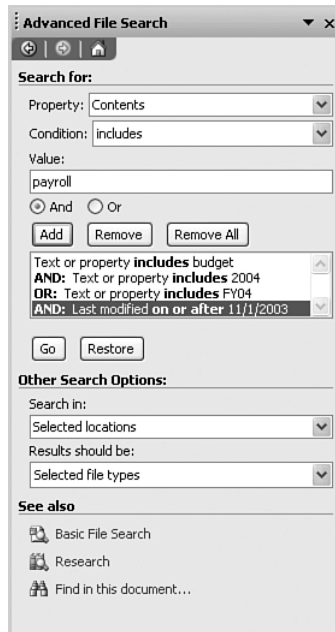 Advanced File Search
Search for:
Property: Contents
Condition: includes
Value:
payroll
And Or
Add Remove Remove All
Text or property includes budget
AND: Text or property includes 2004
OR: Text or property includes FY04
AND: Last modified on or after 11/1/2003
Go Restore
Other Search Options:
Search in:
Selected locations
Results should be:
Selected file types
See also
Basic File Search
Research
Find in this document...